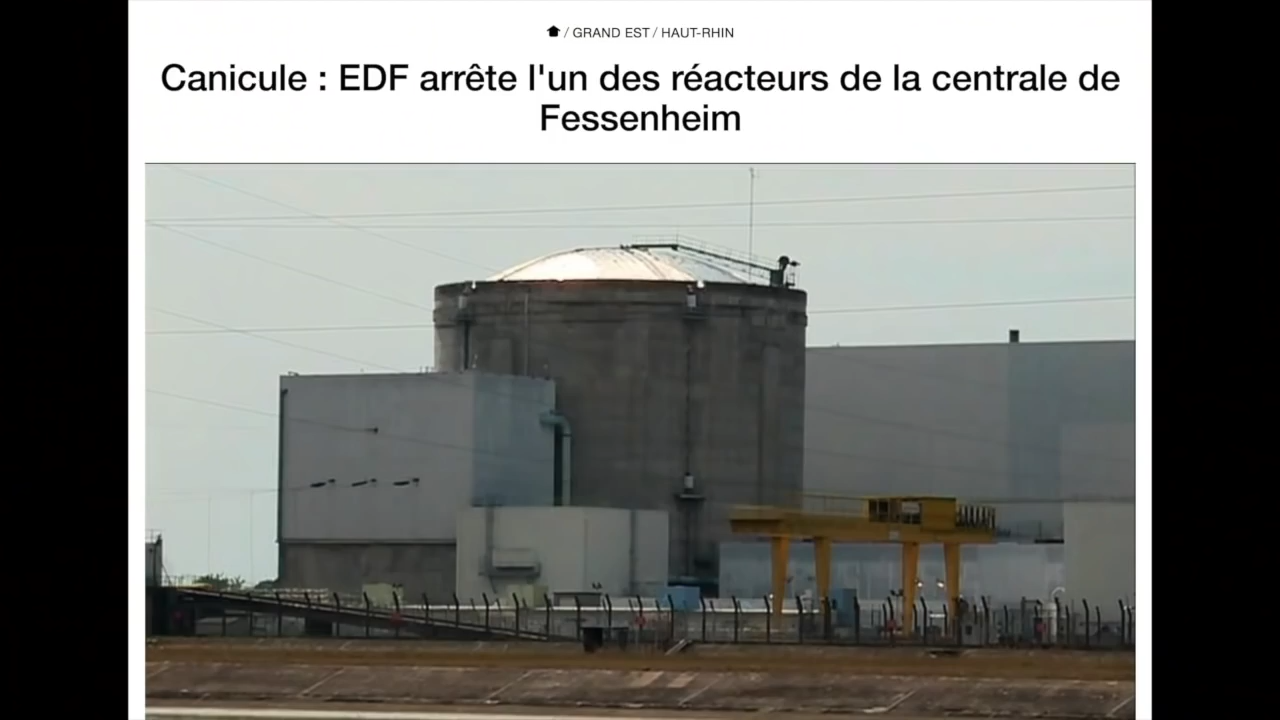 / GRAND EST / HAUT-RHIN
Canicule : EDF arrête l'un des réacteurs de la centrale de
Fessenheim